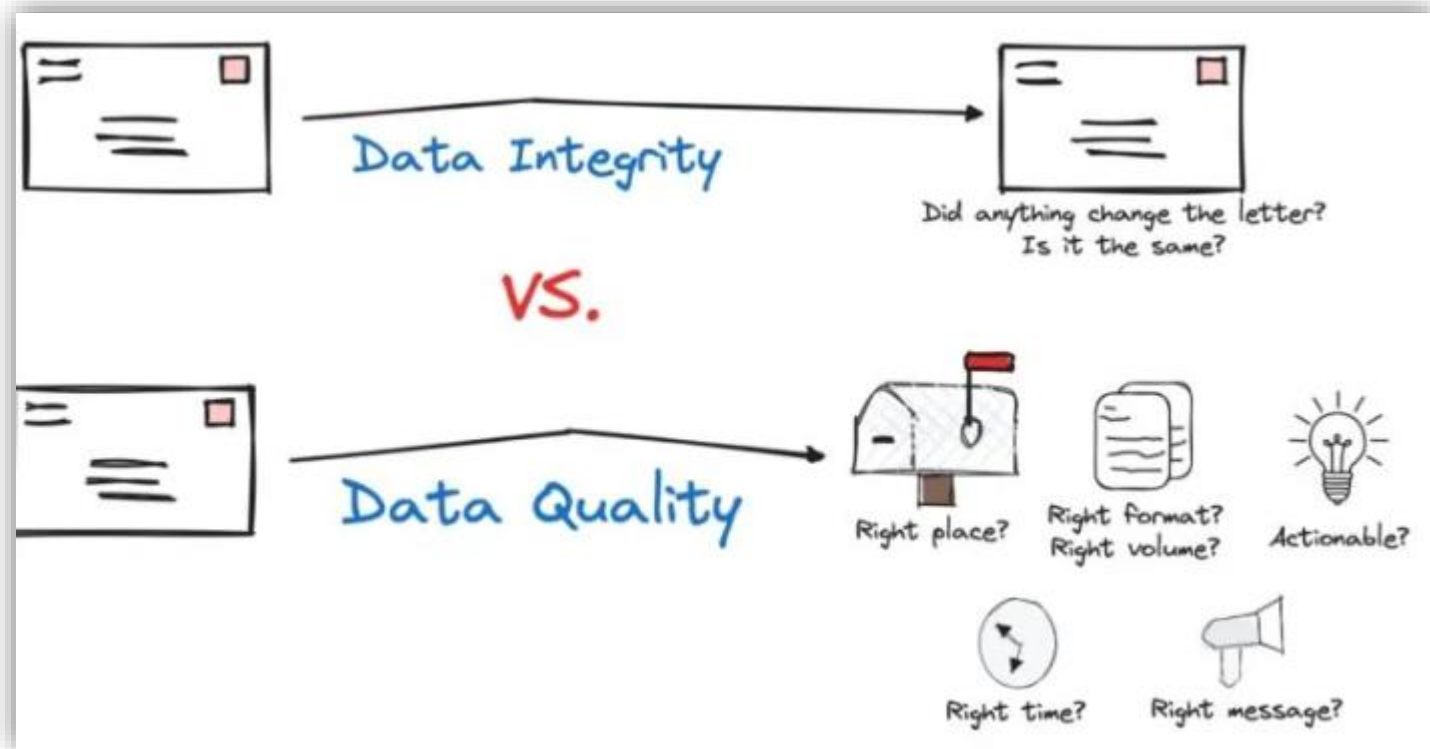 Data Integrity
Did anything change the letter?
Is it the same?
VS.
Data Quality
Right place?
Right format?
Right volume?
Actionable?
Right time?
Right message?